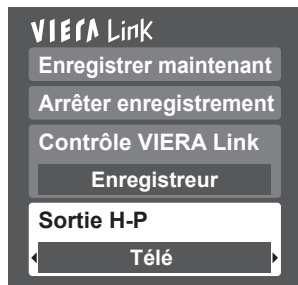 VIERA Link
Enregistrer maintenant
Arrêter enregistrement
Contrôle VIERA Link
Enregistreur
Sortie H-P
Télé